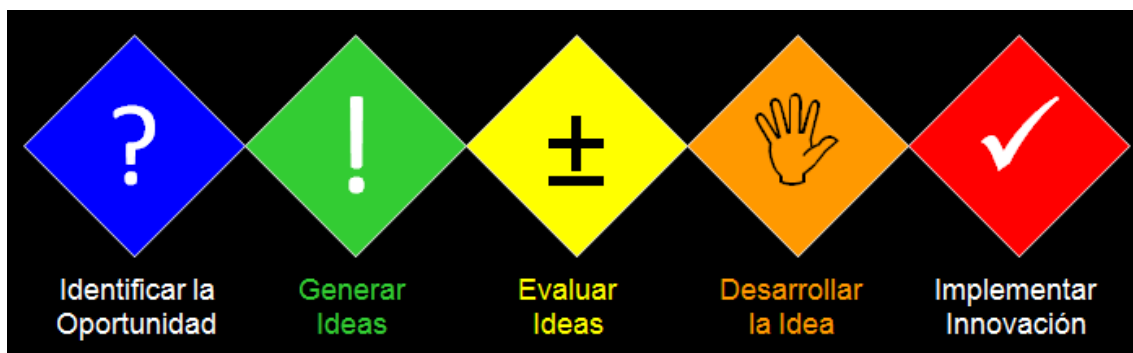 ?
!
±
Identificar la
Oportunidad
Generar
Ideas
Evaluar
Ideas
Desarrollar
la Idea
Implementar
Innovación